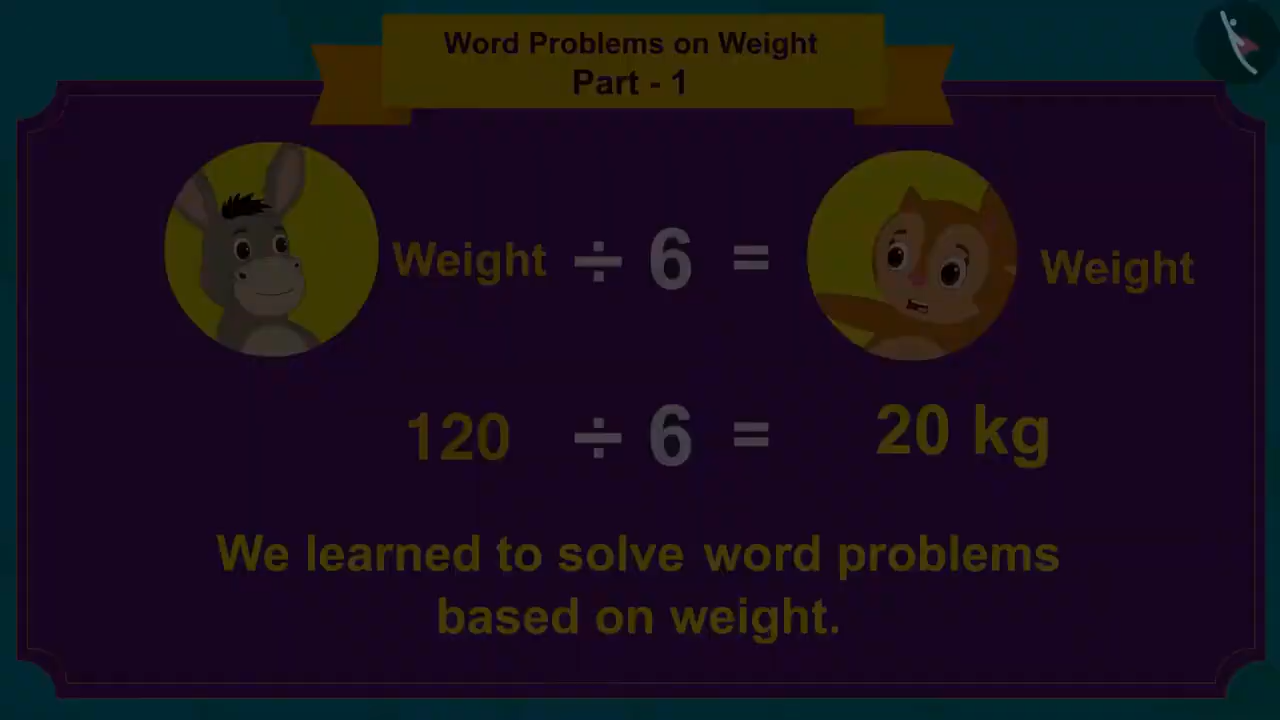 Word Problems on Weight
Part - 1
Weight ÷ 6 = Weight
120 ÷ 6 = 20 kg
We learned to solve word problems
based on weight.